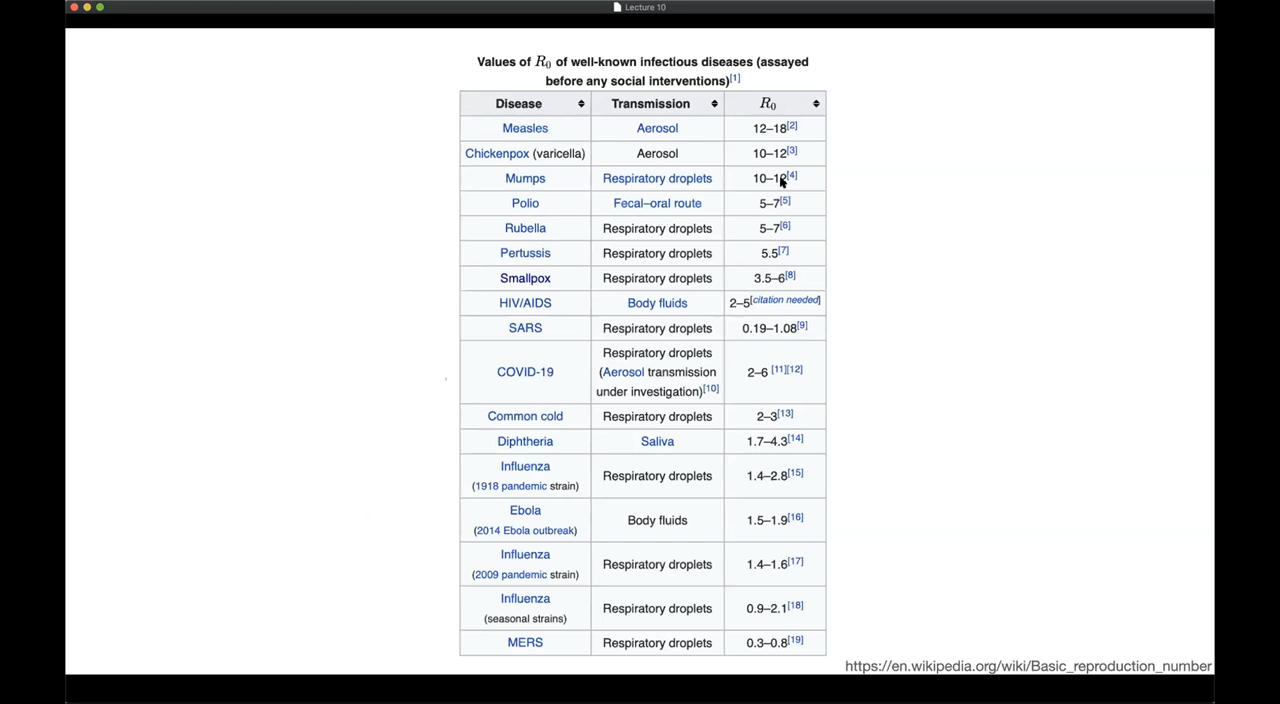 Lecture 10
Values of R0 of well-known infectious diseases (assayed
before any social interventions)[1]
Disease Transmission R0
Measles Aerosol 12–18[2]
Chickenpox (varicella) Aerosol 10–12[3]
Mumps Respiratory droplets 10–12[4]
Polio Fecal–oral route 5–7[5]
Rubella Respiratory droplets 5–7[6]
Pertussis Respiratory droplets 5.5[7]
Smallpox Respiratory droplets 3.5–6[8]
HIV/AIDS Body fluids 2–5[citation needed]
SARS Respiratory droplets 0.19–1.08[9]
COVID-19 Respiratory droplets
(Aerosol transmission
under investigation)[10] 2–6 [11][12]
Common cold Respiratory droplets 2–3[13]
Diphtheria Saliva 1.7–4.3[14]
Influenza
(1918 pandemic strain) Respiratory droplets 1.4–2.8[15]
Ebola
(2014 Ebola outbreak) Body fluids 1.5–1.9[16]
Influenza
(2009 pandemic strain) Respiratory droplets 1.4–1.6[17]
Influenza
(seasonal strains) Respiratory droplets 0.9–2.1[18]
MERS Respiratory droplets 0.3–0.8[19]
https://en.wikipedia.org/wiki/Basic_reproduction_number